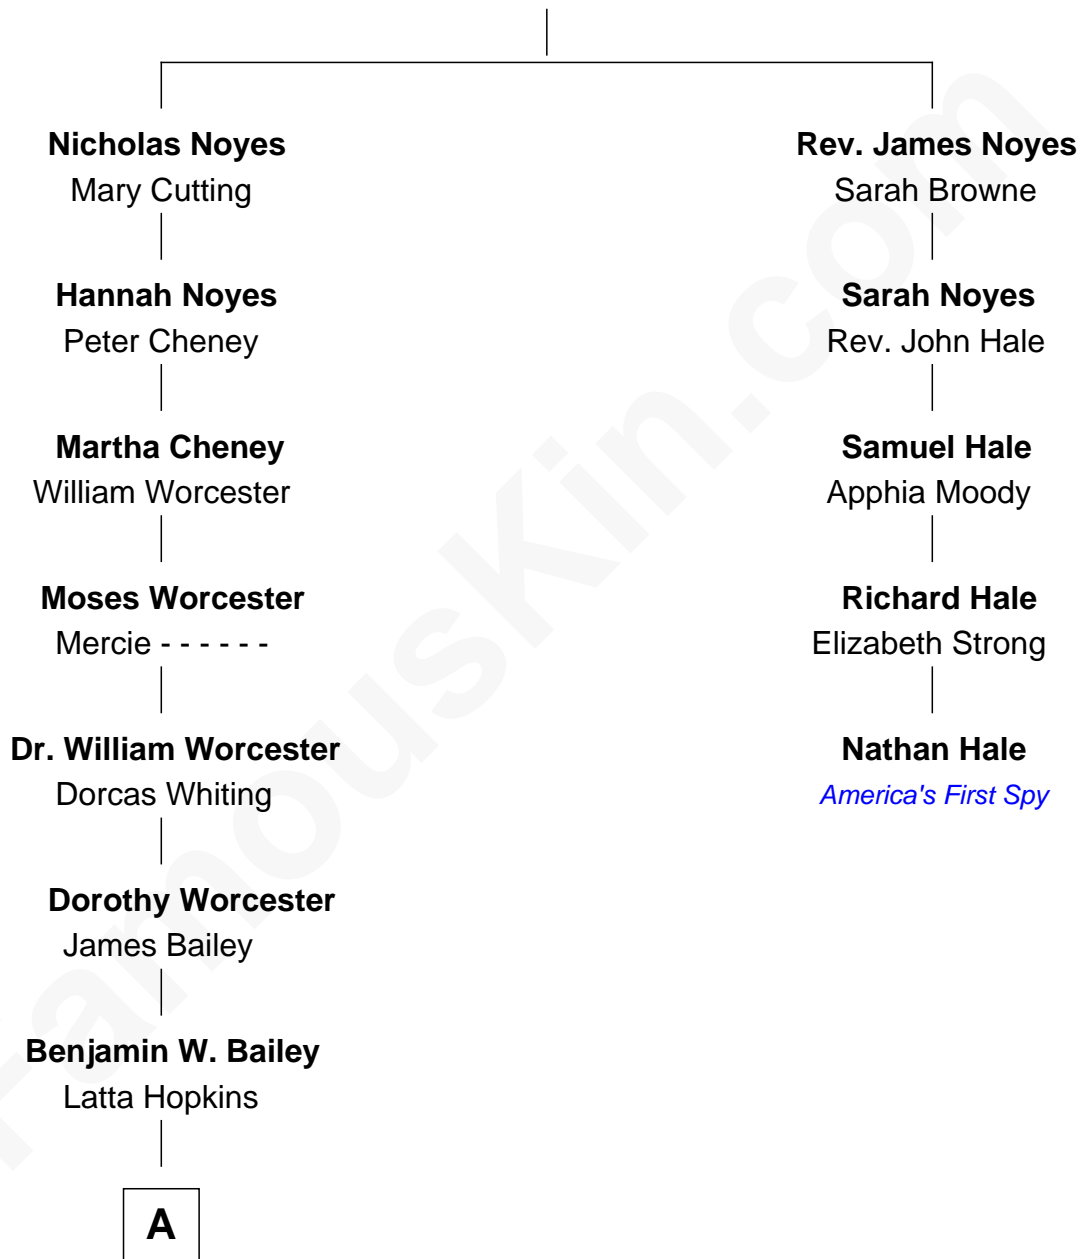 Nicholas Noyes
Mary Cutting
Hannah Noyes
Peter Cheney
Martha Cheney
William Worcester
Moses Worcester
Mercie - - - - - -
Dr. William Worcester
Dorcas Whiting
Dorothy Worcester
James Bailey
Benjamin W. Bailey
Latta Hopkins
A
Rev. James Noyes
Sarah Browne
Sarah Noyes
Rev. John Hale
Samuel Hale
Apphia Moody
Richard Hale
Elizabeth Strong
Nathan Hale
America's First Spy
FamousKin.com